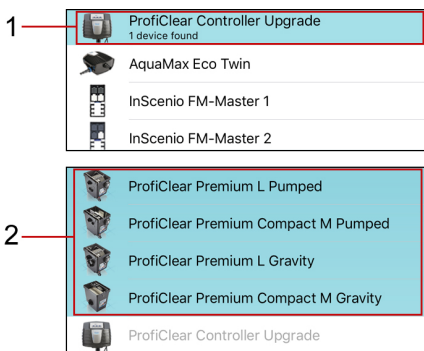 1
ProfiClear Controller Upgrade
1 device found
AquaMax Eco Twin
InScenio FM-Master 1
InScenio FM-Master 2
2
ProfiClear Premium L Pumped
ProfiClear Premium Compact M Pumped
ProfiClear Premium L Gravity
ProfiClear Premium Compact M Gravity
ProfiClear Controller Upgrade